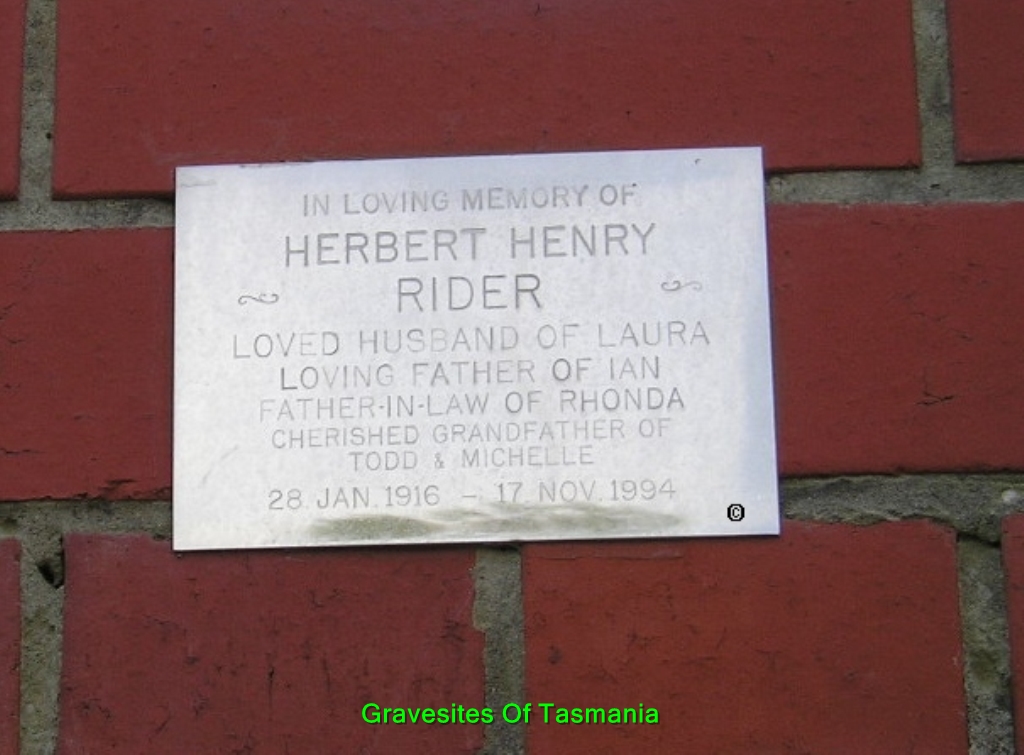 IN LOVING MEMORY OF
HERBERT HENRY
RIDER
LOVED HUSBAND OF LAURA
LOVING FATHER OF IAN
FATHER-IN-LAW OF RHONDA
CHERISHED GRANDFATHER OF
TODD & MICHELLE
28 JAN. 1916 – 17 NOV. 1994
©
Gravesites Of Tasmania